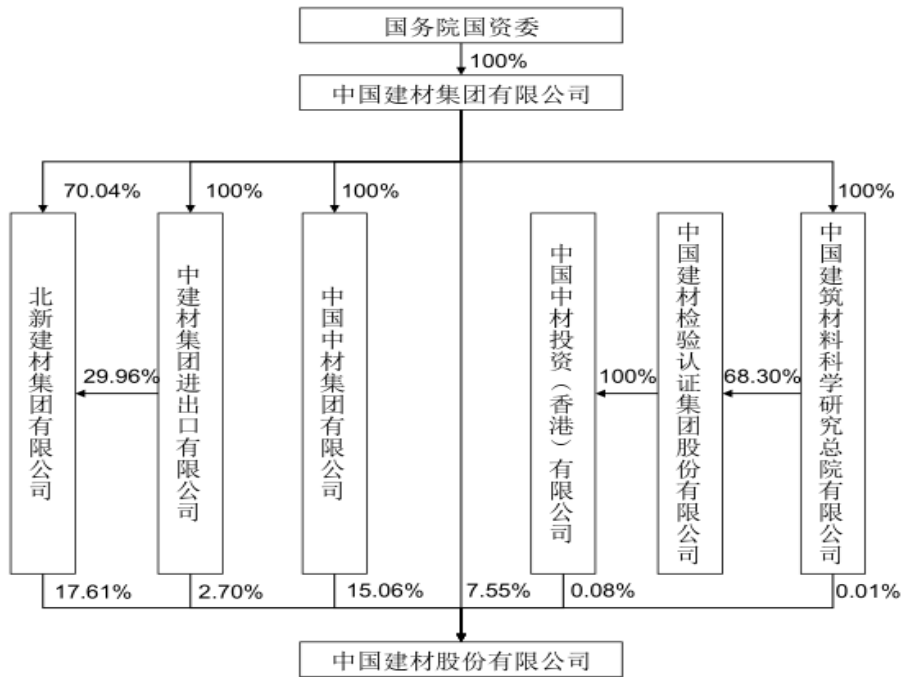 国务院国资委
100%
中国建材集团有限公司
70.04%
100%
100%
100%
北新建材集团有限公司
29.96%
中建材集团进出口有限公司
中国中材集团有限公司
中国中材投资（香港）有限公司
100%
中国建材检验认证集团股份有限公司
68.30%
中国建筑材料科学研究总院有限公司
17.61%
2.70%
15.06%
7.55%
0.08%
0.01%
中国建材股份有限公司